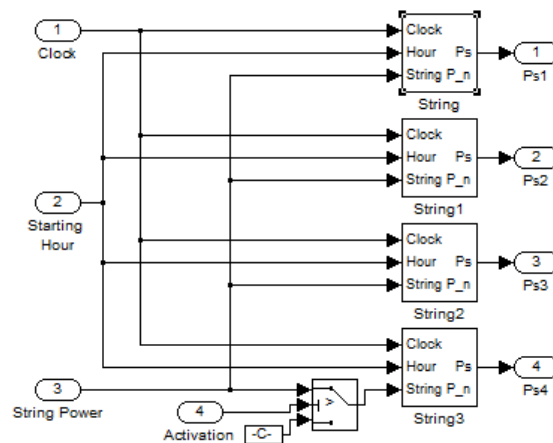 1
Clock
2
Starting
Hour
3
String Power
4
Activation
-C-
>
Clock
Hour Ps
String P_n
String
1
Ps1
Clock
Hour Ps
String P_n
String1
2
Ps2
Clock
Hour Ps
String P_n
String2
3
Ps3
Clock
Hour Ps
String P_n
String3
4
Ps4